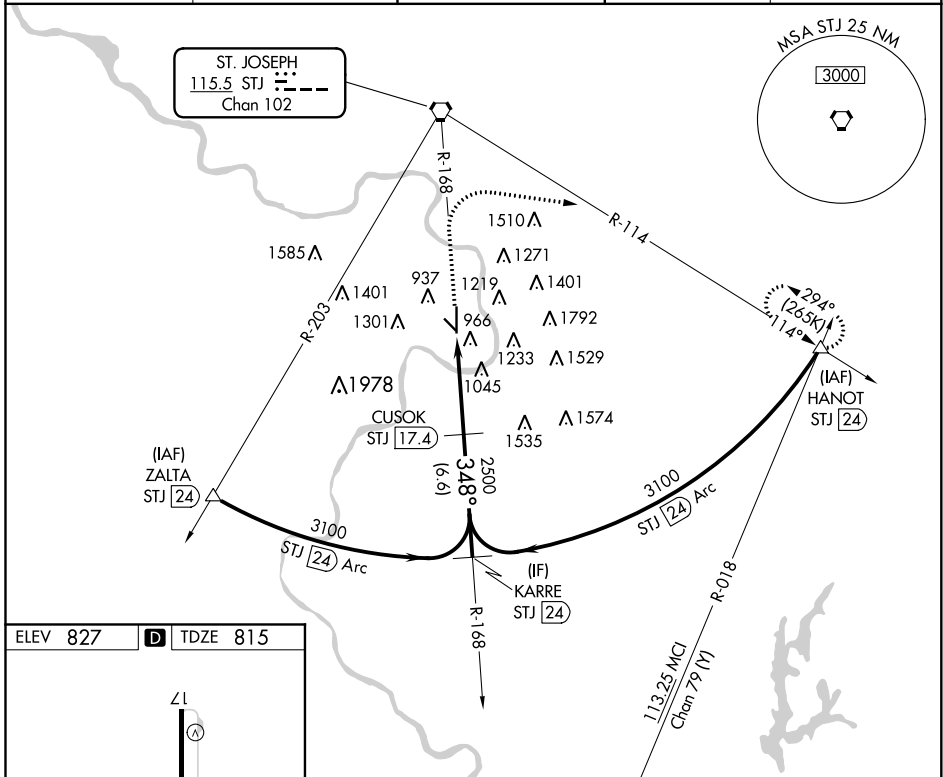 ST. JOSEPH
115.5 STJ
Chan 102
MSA STJ 25 NM
3000
R-168
R-114
R-203
1510
1585
1271
937
1219
1401
1401
1301
966
1792
1233
1529
1978
1045
294°
(265K)
114°
(IAF)
HANOT
STJ 24
CUSOK
STJ 17.4
1535
1574
(IAF)
ZALTA
STJ 24
2500
348°
(6.6)
3100
STJ 24 Arc
3100
STJ 24 Arc
(IF)
KARRE
STJ 24
R-168
R-018
113.25 MCI
Chan 79 (Y)
ELEV 827 D TDZE 815
17
A